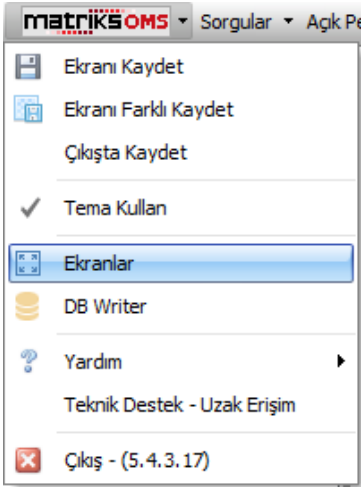 matriksOMS Sorgular Açık Pe
Ekranı Kaydet
Ekranı Farklı Kaydet
Çıkışta Kaydet
Tema Kullan
Ekranlar
DB Writer
Yardım
Teknik Destek - Uzak Erişim
Çıkış - (5.4.3.17)